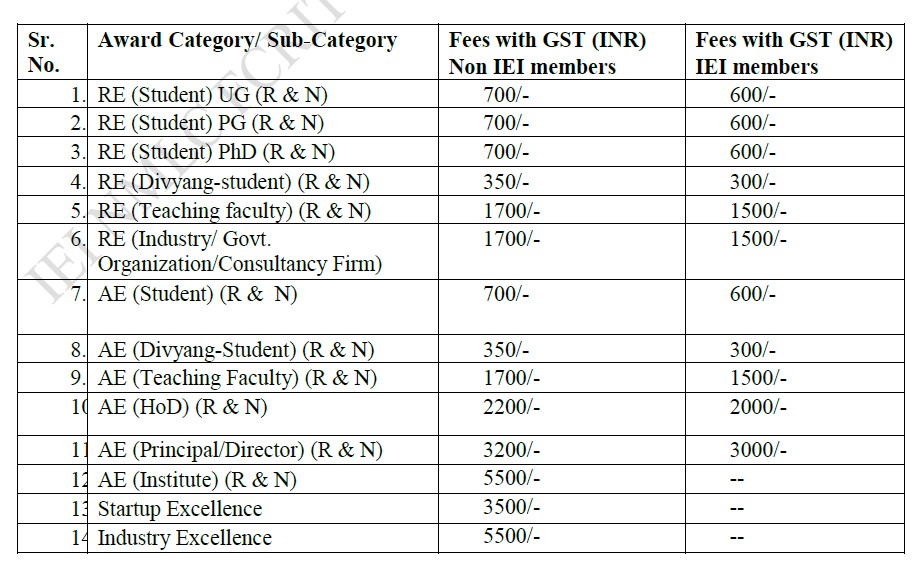 IEI NMLC FCRIT
Sr. No. Award Category/ Sub-Category Fees with GST (INR) Non IEI members Fees with GST (INR) IEI members
1. RE (Student) UG (R & N) 700/- 600/-
2. RE (Student) PG (R & N) 700/- 600/-
3. RE (Student) PhD (R & N) 700/- 600/-
4. RE (Divyang-student) (R & N) 350/- 300/-
5. RE (Teaching faculty) (R & N) 1700/- 1500/-
6. RE (Industry/ Govt. 1700/- 1500/-
Organization/Consultancy Firm)
7. AE (Student) (R & N) 700/- 600/-
8. AE (Divyang-Student) (R & N) 350/- 300/-
9. AE (Teaching Faculty) (R & N) 1700/- 1500/-
10 AE (HoD) (R & N) 2200/- 2000/-
11 AE (Principal/Director) (R & N) 3200/- 3000/-
12 AE (Institute) (R & N) 5500/- --
13 Startup Excellence 3500/- --
14 Industry Excellence 5500/- --